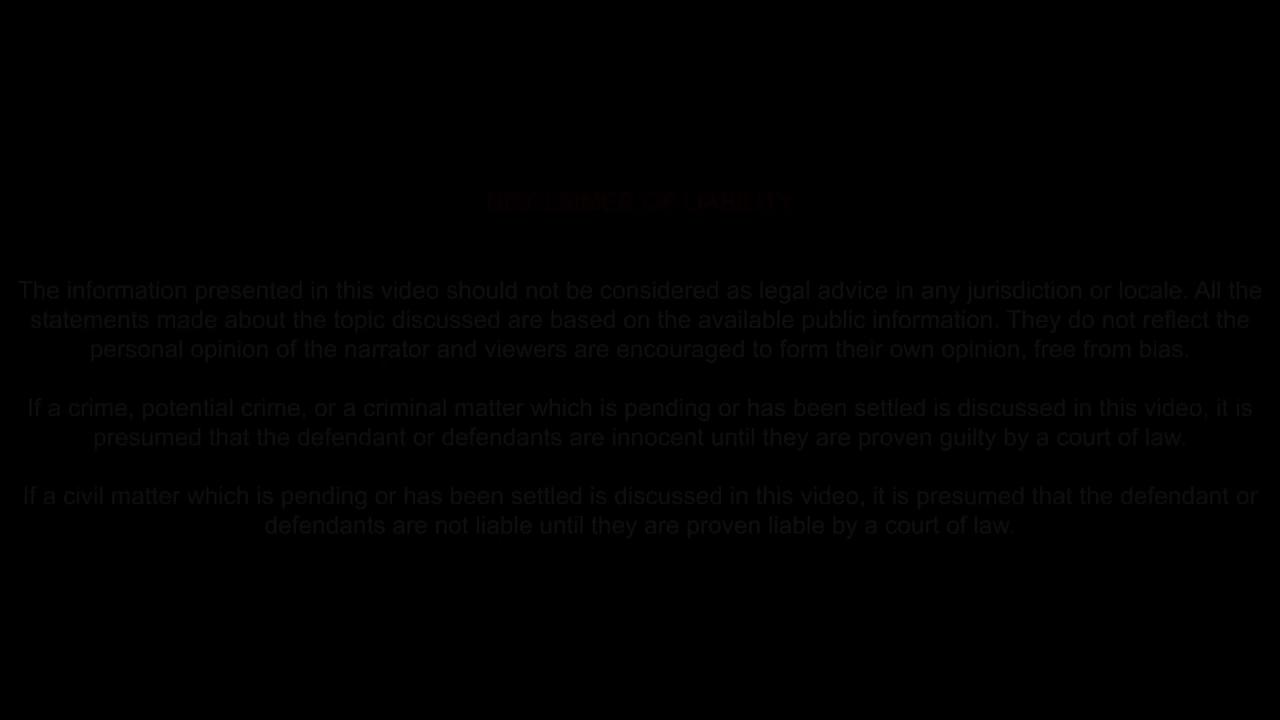 DISCLAIMER OF LIABILITY
The information presented in this video should not be considered as legal advice in any jurisdiction or locale. All the
statements made about the topic discussed are based on the available public information. They do not reflect the
personal opinion of the narrator and viewers are encouraged to form their own opinion, free from bias.
If a crime, potential crime, or a criminal matter which is pending or has been settled is discussed in this video, it is
presumed that the defendant or defendants are innocent until they are proven guilty by a court of law.
If a civil matter which is pending or has been settled is discussed in this video, it is presumed that the defendant or
defendants are not liable until they are proven liable by a court of law.